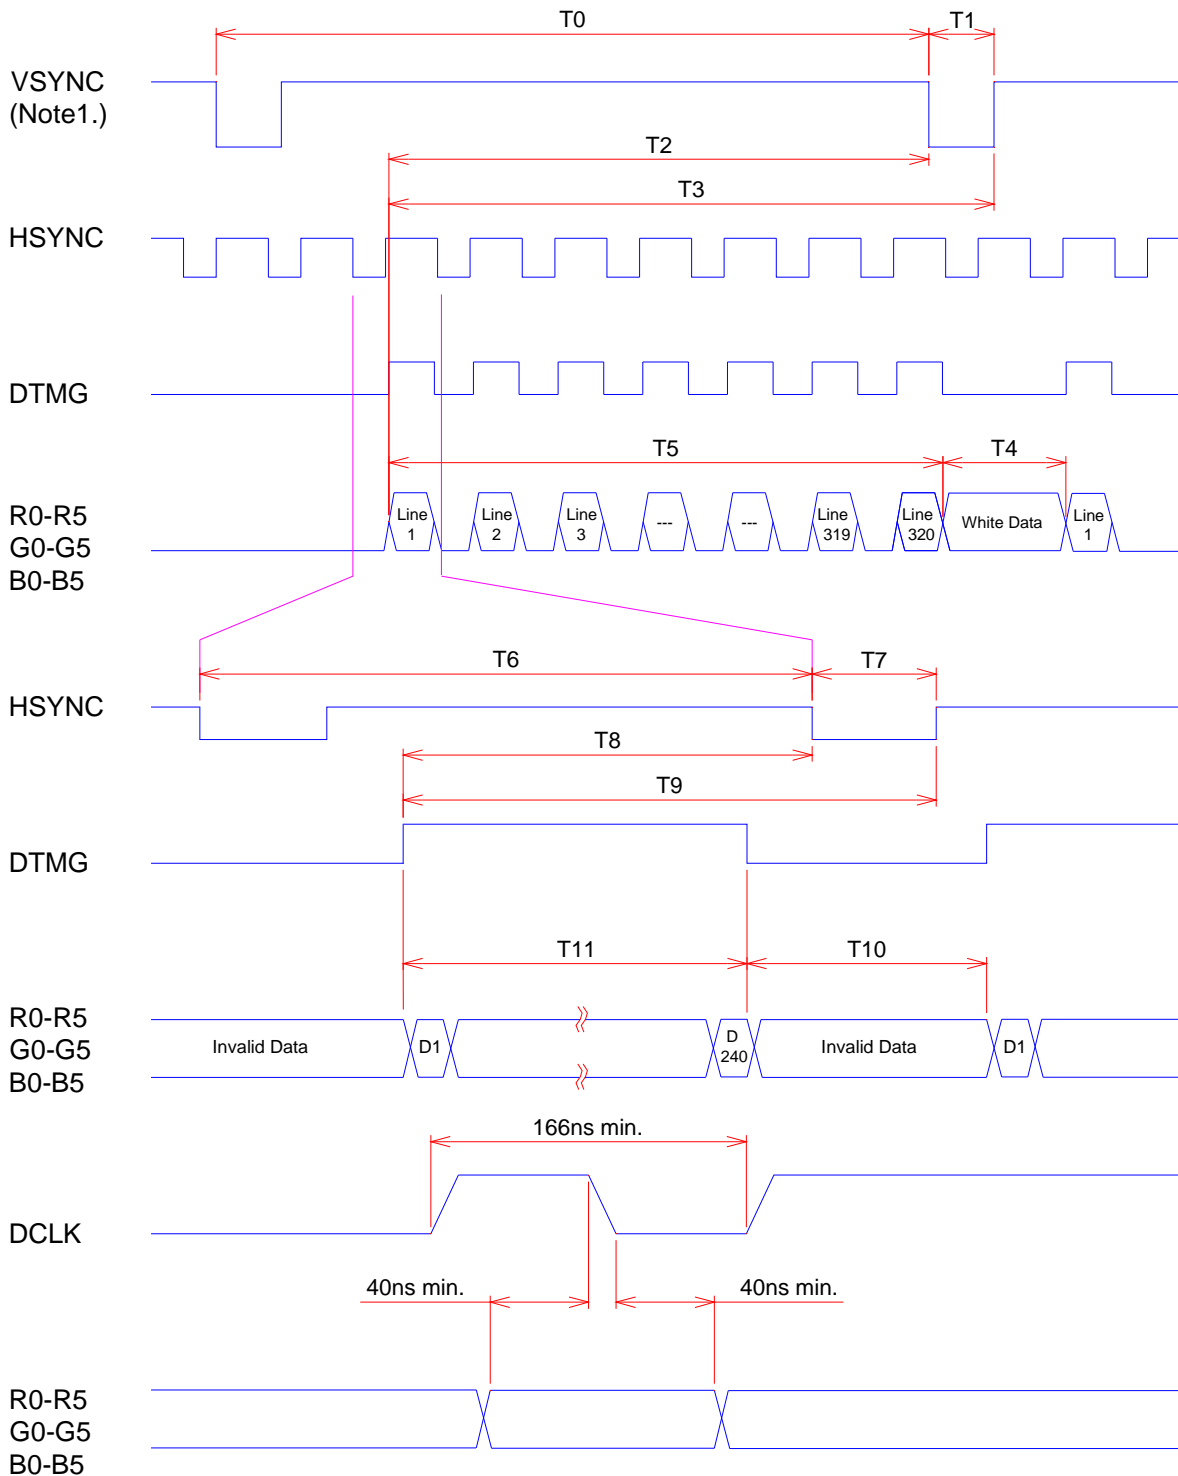 T0
T1
VSYNC
(Note1.)
T2
T3
HSYNC
DTMG
T5
T4
R0-R5
G0-G5
B0-B5
Line
1
Line
2
Line
3
---
---
Line
319
Line
320
White Data
Line
1
T6
T7
HSYNC
T8
T9
DTMG
T11
T10
R0-R5
G0-G5
B0-B5
Invalid Data
D1
D
240
Invalid Data
D1
166ns min.
DCLK
40ns min.
40ns min.
R0-R5
G0-G5
B0-B5